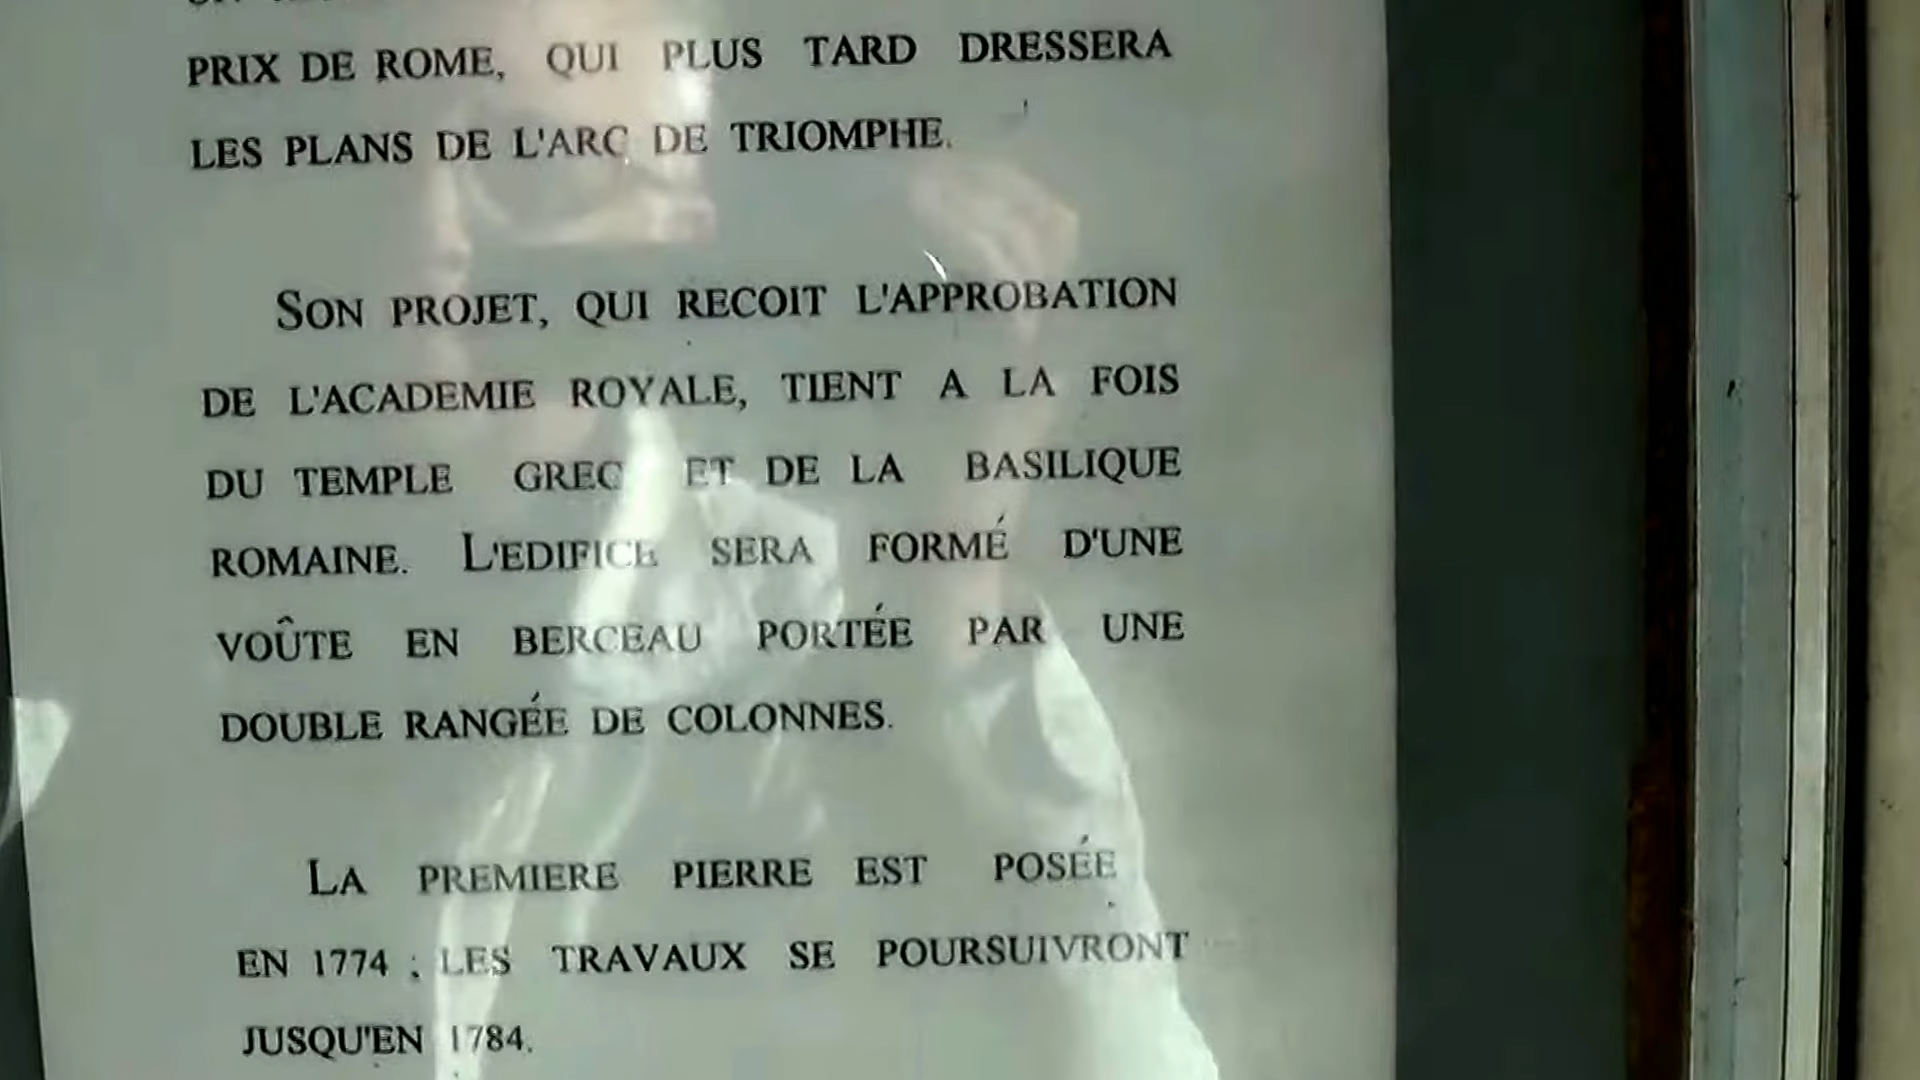 PRIX DE ROME, QUI PLUS TARD DRESSERA
LES PLANS DE L'ARC DE TRIOMPHE.
SON PROJET, QUI RECOIT L'APPROBATION
DE L'ACADEMIE ROYALE, TIENT A LA FOIS
DU TEMPLE GREC ET DE LA BASILIQUE
ROMAINE. L'EDIFICE SERA FORMÉ D'UNE
VOÛTE EN BERCEAU PORTÉE PAR UNE
DOUBLE RANGÉE DE COLONNES.
LA PREMIERE PIERRE EST POSÉE
EN 1774 ; LES TRAVAUX SE POURSUIVRONT
JUSQU'EN 1784.